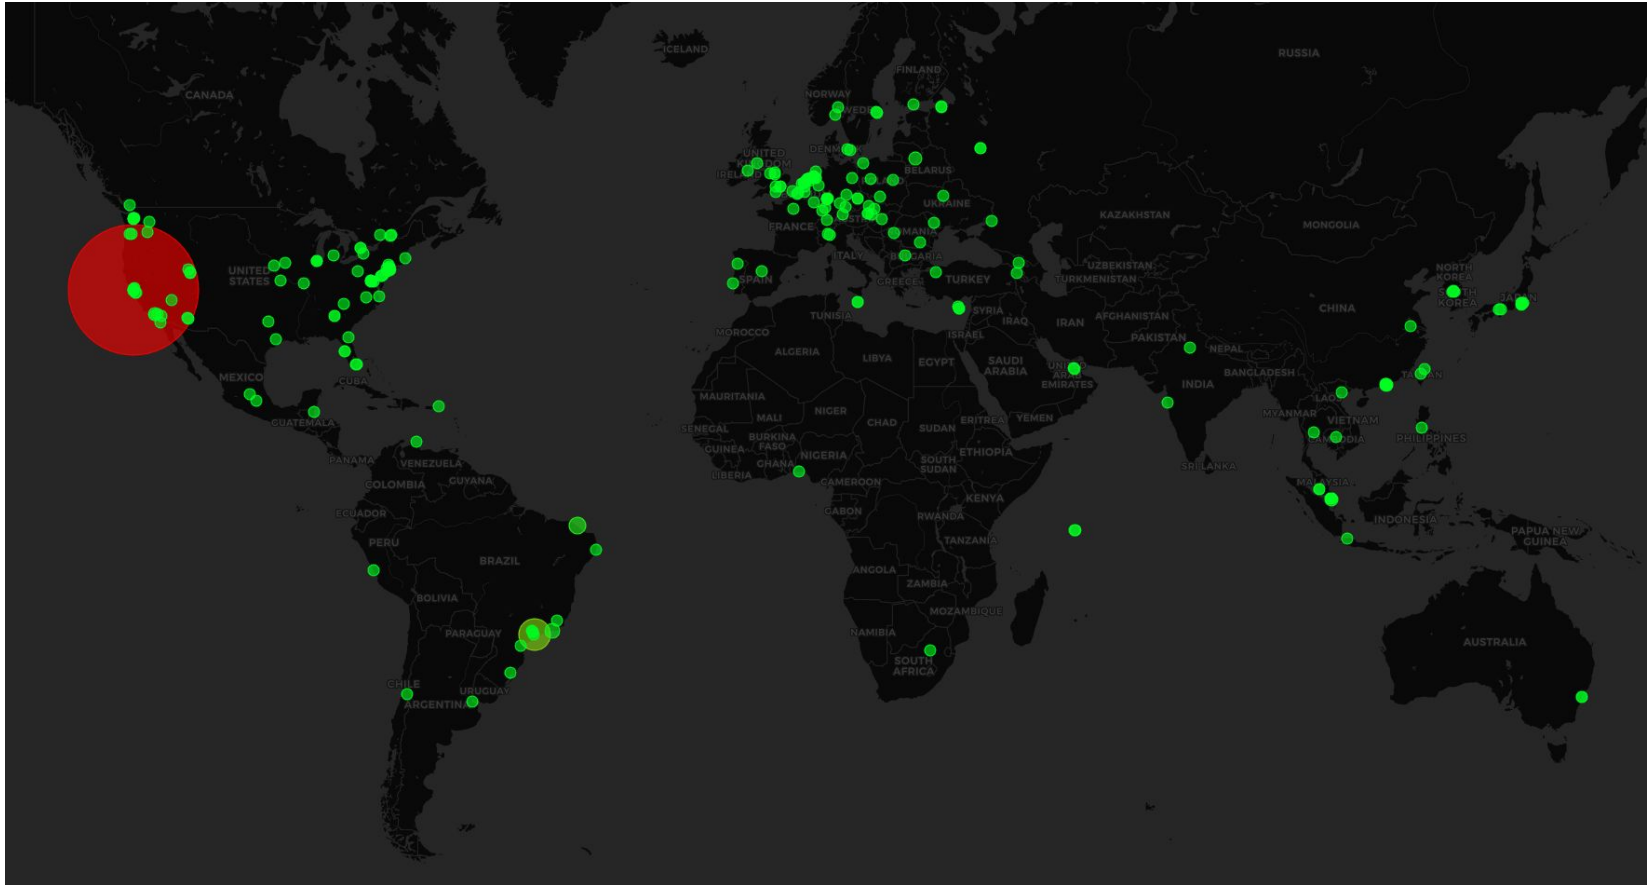 ICELAND
RUSSIA
FINLAND
CANADA
NORWAY
SWEDE
UNITED
KINGDOM
IRELAND
DENM
BELARUS
POLAND
UKRAINE
KAZAKHSTAN
MONGOLIA
FRANCE
AUSTRI
ROMANIA
ITALY
BULGARIA
UNITED
STATES
SPAIN
GREECE
TURKEY
UZBEKISTAN
TURKMENISTAN
NORTH
KOREA
SOUTH
KOREA
JAPAN
CHINA
TUNISIA
SYRIA
IRAQ
IRAN
AFGHANISTAN
MOROCCO
ISRAEL
PAKISTAN
NEPAL
ALGERIA
LIBYA
EGYPT
SAUDI
ARABIA
UNITED
ARAB
EMIRATES
BANGLADESH
TAIWAN
MEXICO
CUBA
INDIA
MAURITANIA
LAOS
MYANMAR
GUATEMALA
MALI
NIGER
CHAD
SUDAN
ERITREA
YEMEN
VIETNAM
SENEGAL
BURKINA
FASO
CAMBODIA
PHILIPPINES
GUINEA
NIGERIA
ETHIOPIA
PANAMA
VENEZUELA
GHANA
SOUTH
SUDAN
SRI LANKA
LIBERIA
CAMEROON
COLOMBIA
GUYANA
MALAYSIA
ECUADOR
GABON
KENYA
RWANDA
INDONESIA
PERU
TANZANIA
PAPUA NEW
GUINEA
BRAZIL
ANGOLA
ZAMBIA
BOLIVIA
MOZAMBIQUE
PARAGUAY
NAMIBIA
AUSTRALIA
SOUTH
AFRICA
CHILE
URUGUAY
ARGENTINA